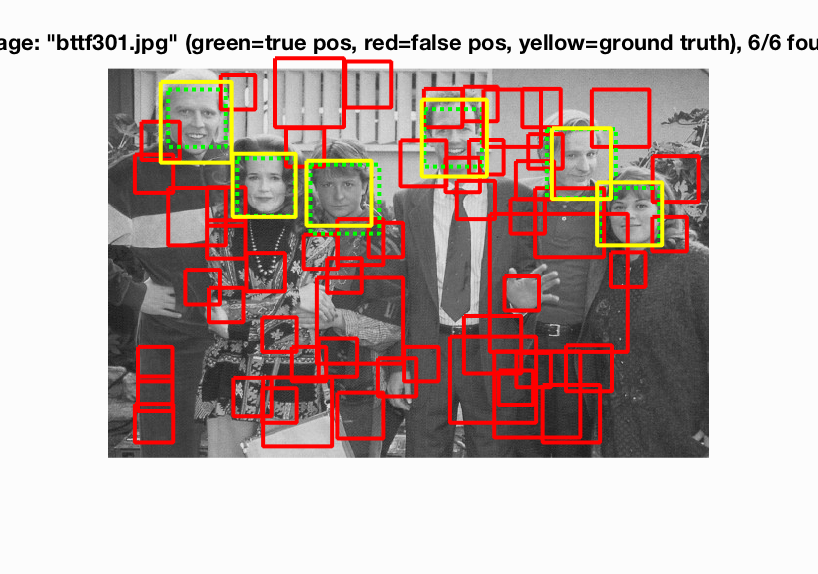 age: "bttf301.jpg" (green=true pos, red=false pos, yellow=ground truth), 6/6 fou